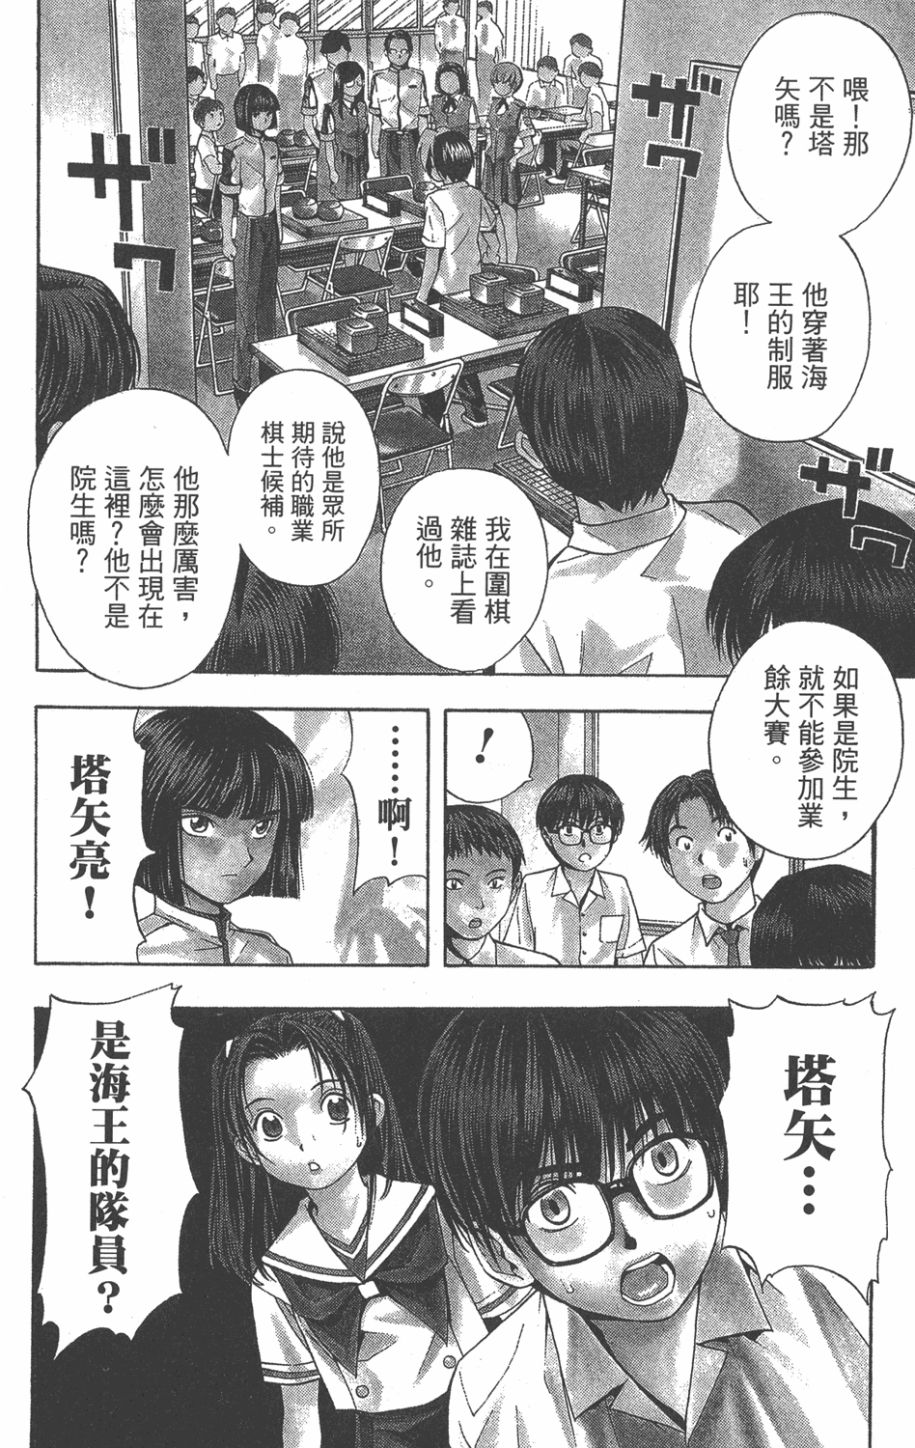 喂！那
不是塔
矢嗎？
他穿著海
王的制服
耶！
ザワ
ザワ
ザワ
我在圍棋
雜誌上看
過他。
說他是眾所
期待的職業
棋士候補。
他那麼厲害，
怎麼會出現在
這裡？他不是
院生嗎？
如果是院生，
就不能參加業
餘大賽。
！
……啊！
塔矢亮！
塔矢…
是海王的隊員？